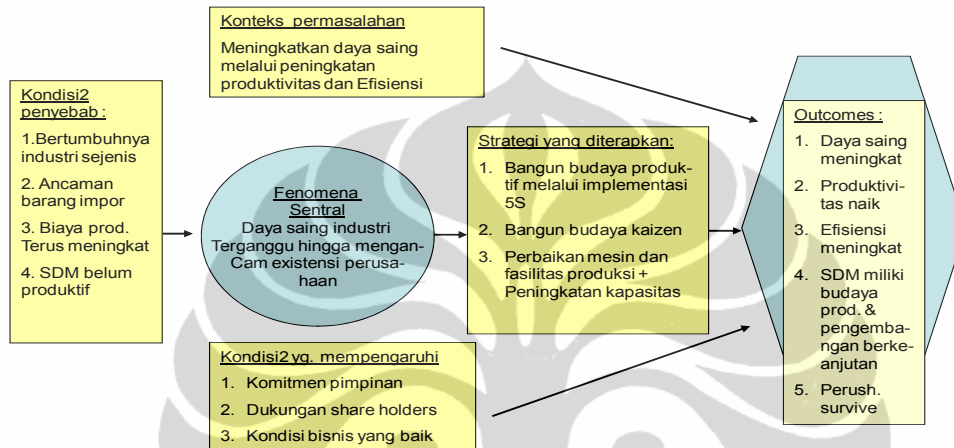 Konteks permasalahan
Meningkatkan daya saing
melalui peningkatan
produktivitas dan Efisiensi
Kondisi2
penyebab :
1.Bertumbuhnya
industri sejenis
2. Ancaman
barang impor
3. Biaya prod.
Terus meningkat
4. SDM belum
produktif
Fenomena
Sentral
Daya saing industri
Terganggu hingga mengan-
Cam existensi perusa-
haan
Strategi yang diterapkan:
1. Bangun budaya produk-
tif melalui implementasi
5S
2. Bangun budaya kaizen
3. Perbaikan mesin dan
fasilitas produksi +
Peningkatan kapasitas
Kondisi2 yg. mempengaruhi
1. Komitmen pimpinan
2. Dukungan share holders
3. Kondisi bisnis yang baik
Outcomes :
1. Daya saing
meningkat
2. Produktivi-
tas naik
3. Efisiensi
meningkat
4. SDM miliki
budaya
prod. &
pengemba-
ngan berke-
anjutan
5. Perush.
survive